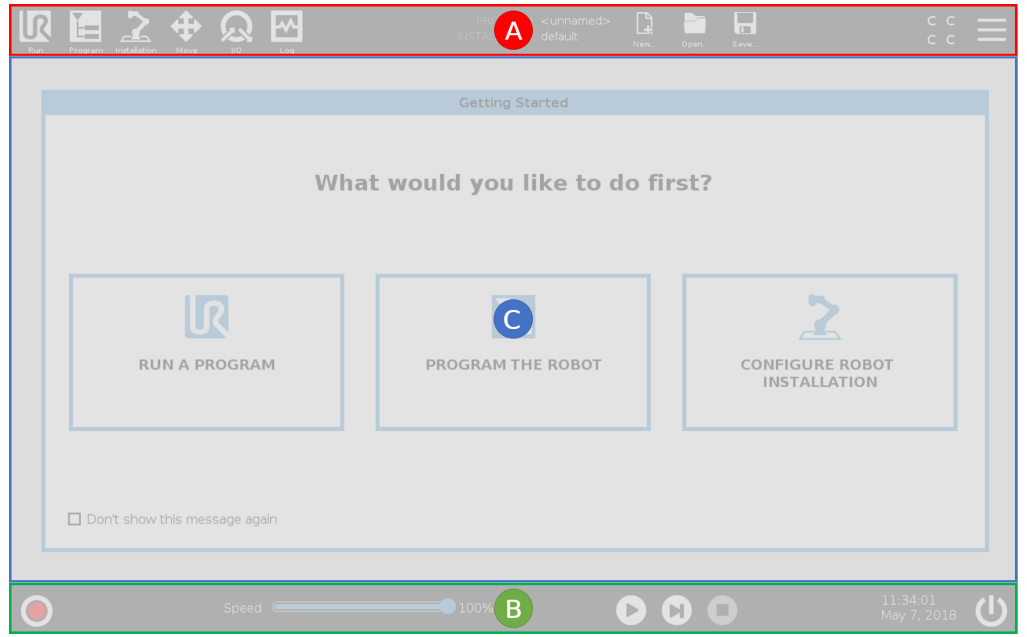 Run Program Installation Move I/O Log
PR <unnamed>
INSTAL default
New... Open... Save...
A
C C
C C
Getting Started
What would you like to do first?
C
RUN A PROGRAM
PROGRAM THE ROBOT
CONFIGURE ROBOT
INSTALLATION
Don't show this message again
Speed 100%
B
11:34:01
May 7, 2018